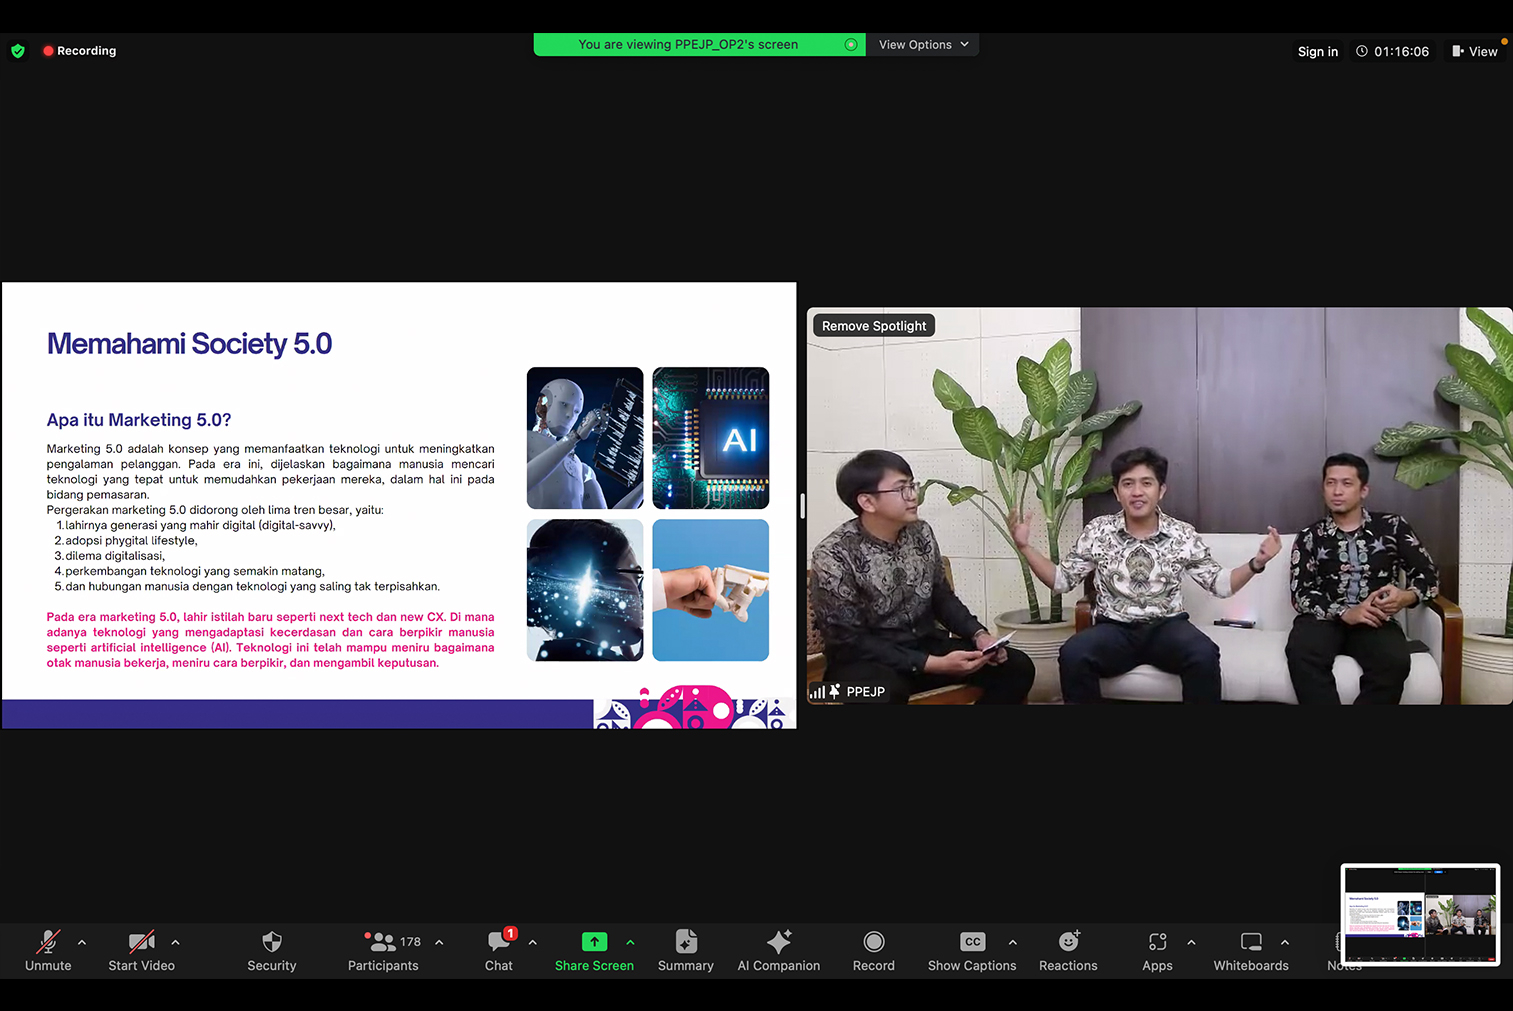 Recording
You are viewing PPEJP_OP2's screen
View Options
Sign in
01:16:06
View
Memahami Society 5.0
Apa itu Marketing 5.0?
Marketing 5.0 adalah konsep yang memanfaatkan teknologi untuk meningkatkan
pengalaman pelanggan. Pada era ini, dijelaskan bagaimana manusia mencari
teknologi yang tepat untuk memudahkan pekerjaan mereka, dalam hal ini pada
bidang pemasaran.
Pergerakan marketing 5.0 didorong oleh lima tren besar, yaitu:
1. lahirnya generasi yang mahir digital (digital-savvy),
2. adopsi phygital lifestyle,
3. dilema digitalisasi,
4. perkembangan teknologi yang semakin matang,
5. dan hubungan manusia dengan teknologi yang saling tak terpisahkan.
Pada era marketing 5.0, lahir istilah baru seperti next tech dan new CX. Di mana
adanya teknologi yang mengadaptasi kecerdasan dan cara berpikir manusia
seperti artificial intelligence (AI). Teknologi ini telah mampu meniru bagaimana
otak manusia bekerja, meniru cara berpikir, dan mengambil keputusan.
AI
Remove Spotlight
PPEJP
Unmute
Start Video
Security
178
Participants
1
Chat
Share Screen
Summary
AI Companion
Record
CC
Show Captions
Reactions
Apps
Whiteboards
Notes